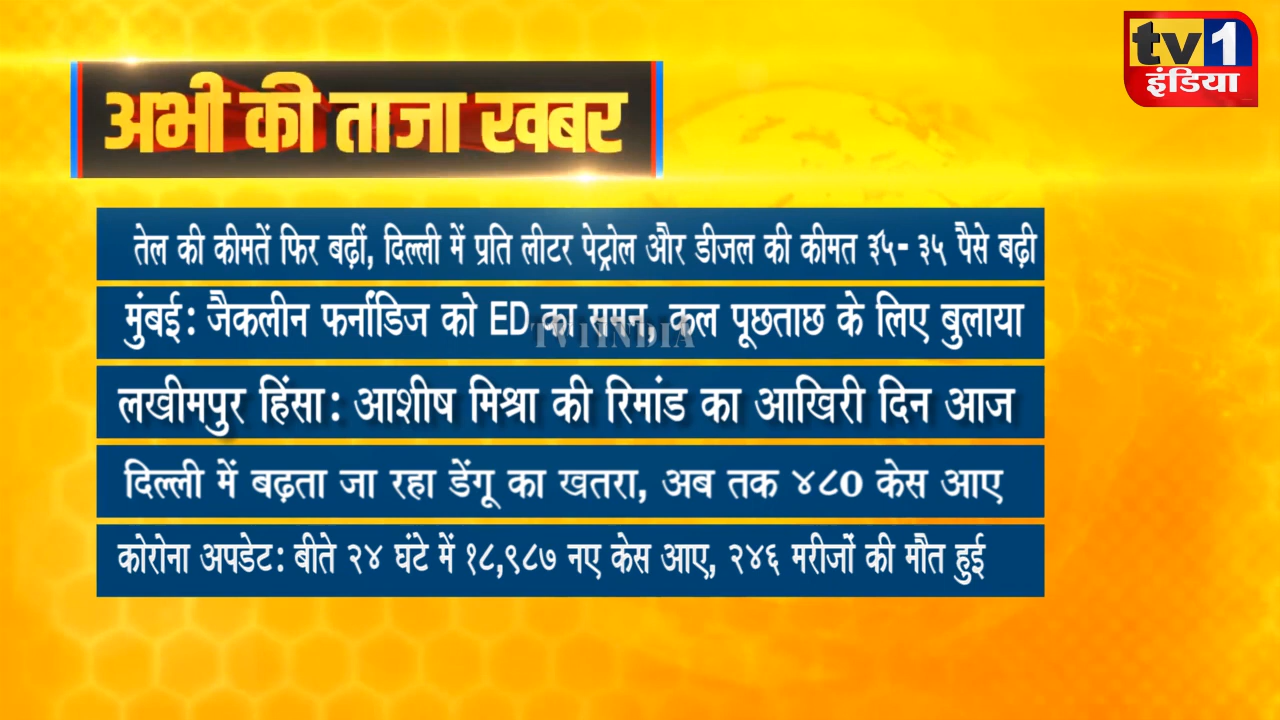 tv1
इंडिया
अभी की ताजा खबर
तेल की कीमतें फिर बढ़ीं, दिल्ली में प्रति लीटर पेट्रोल और डीजल की कीमत ३५- ३५ पैसे बढ़ी
मुंबई: जैकलीन फर्नांडिज को ED का समन, कल पूछताछ के लिए बुलाया
TV1INDIA
लखीमपुर हिंसा: आशीष मिश्रा की रिमांड का आखिरी दिन आज
दिल्ली में बढ़ता जा रहा डेंगू का खतरा, अब तक ४८0 केस आए
कोरोना अपडेट: बीते २४ घंटे में १८,९८७ नए केस आए, २४६ मरीजों की मौत हुई